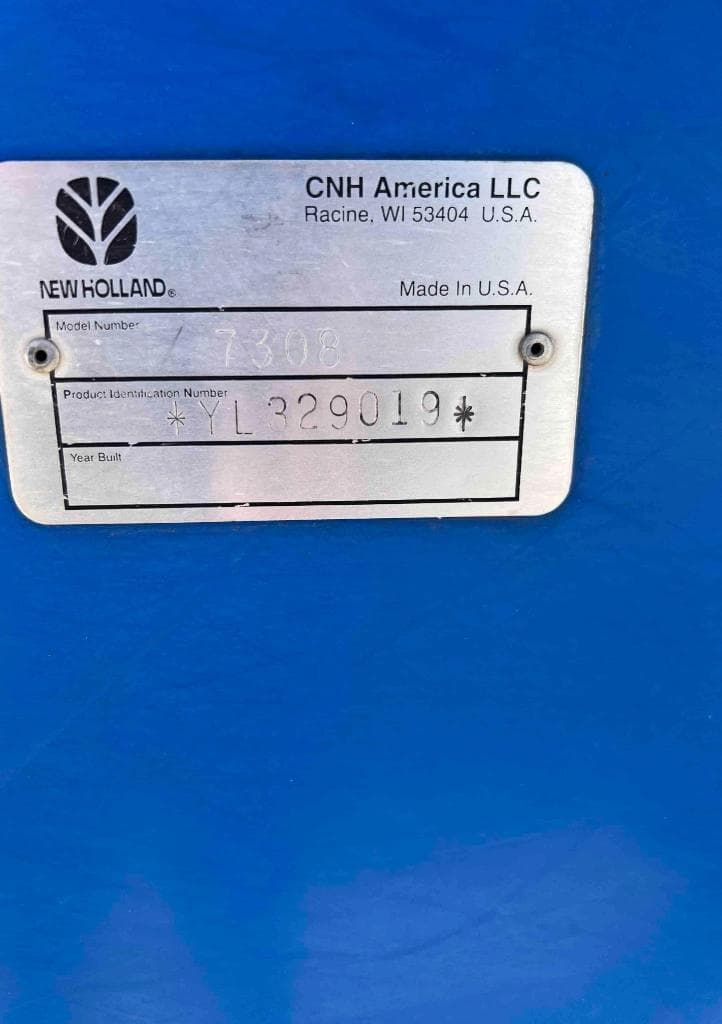 CNH America LLC
Racine, WI 53404 U.S.A.
NEW HOLLAND®
Made In U.S.A.
Model Number
7308
Product Identification Number
*YL329019*
Year Built